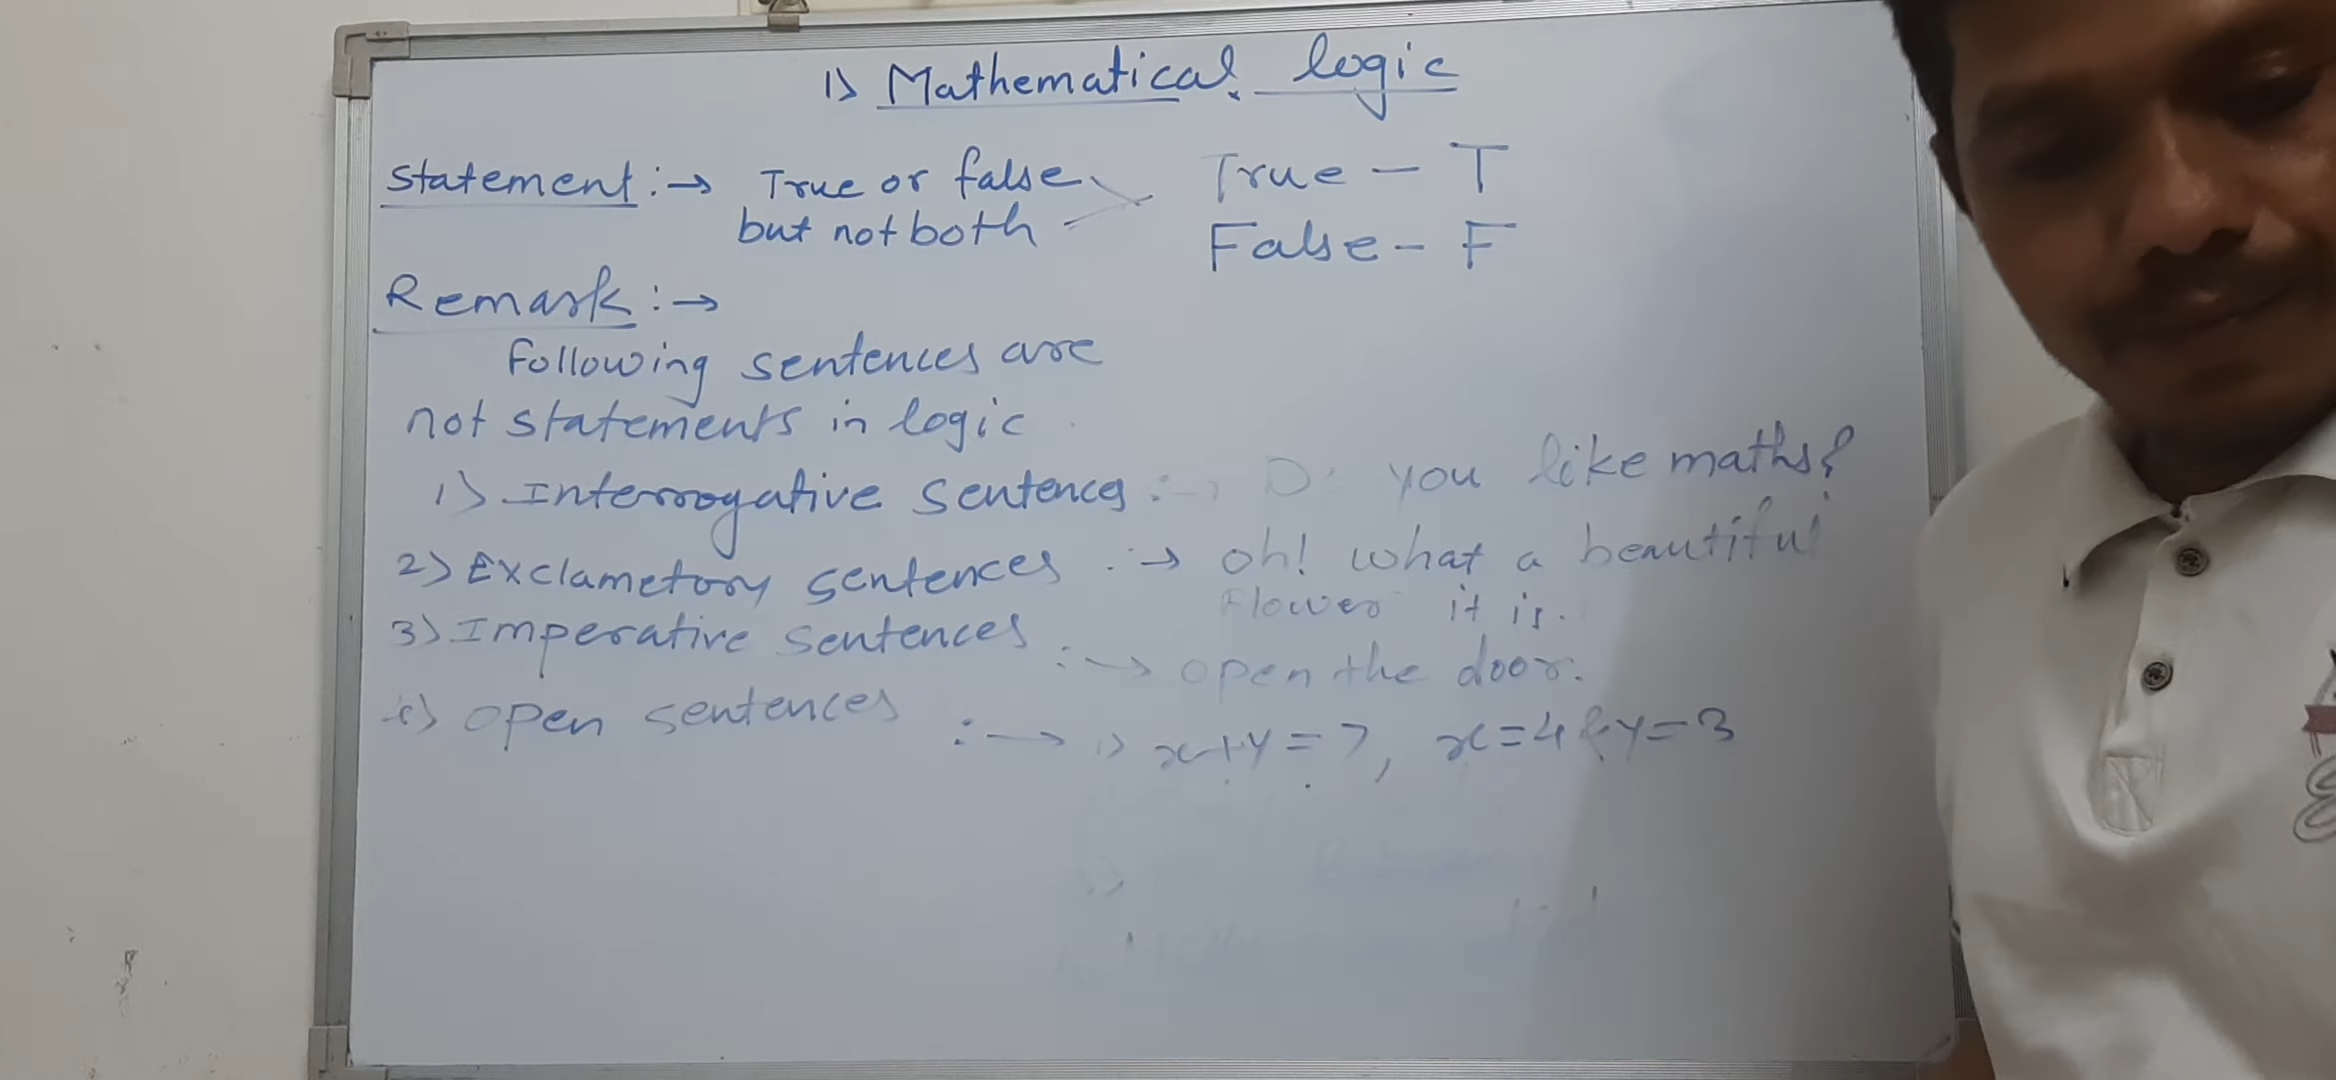 1) Mathematical logic
Statement :→ True or false
but not both
True – T
False – F
Remark :→
Following sentences are
not statements in logic
1) Interrogative Sentences :→ Do you like maths?
2) Exclametory sentences :→ oh! what a beautiful
flower it is.
3) Imperative sentences :→ open the door.
open sentences :→ 1) x+y=7, x=4 & y=3